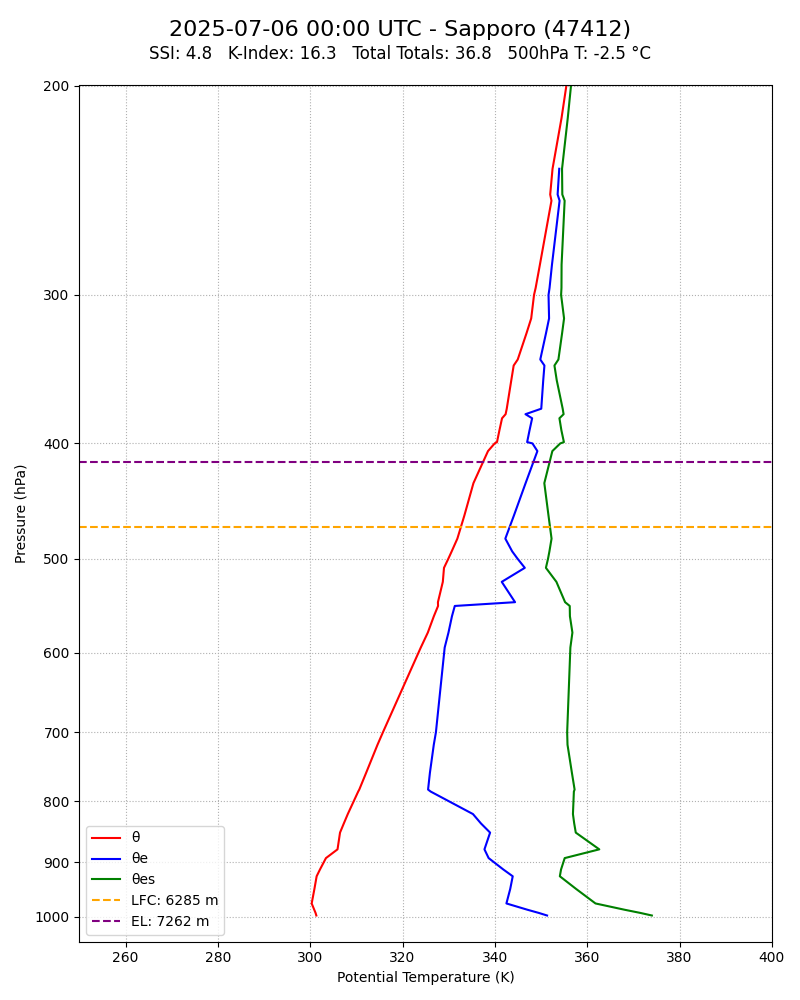 2025-07-06 00:00 UTC - Sapporo (47412)
SSI: 4.8 K-Index: 16.3 Total Totals: 36.8 500hPa T: -2.5 °C
200
300
400
500
600
700
800
900
1000
Pressure (hPa)
θ
θe
θes
LFC: 6285 m
EL: 7262 m
260 280 300 320 340 360 380 400
Potential Temperature (K)